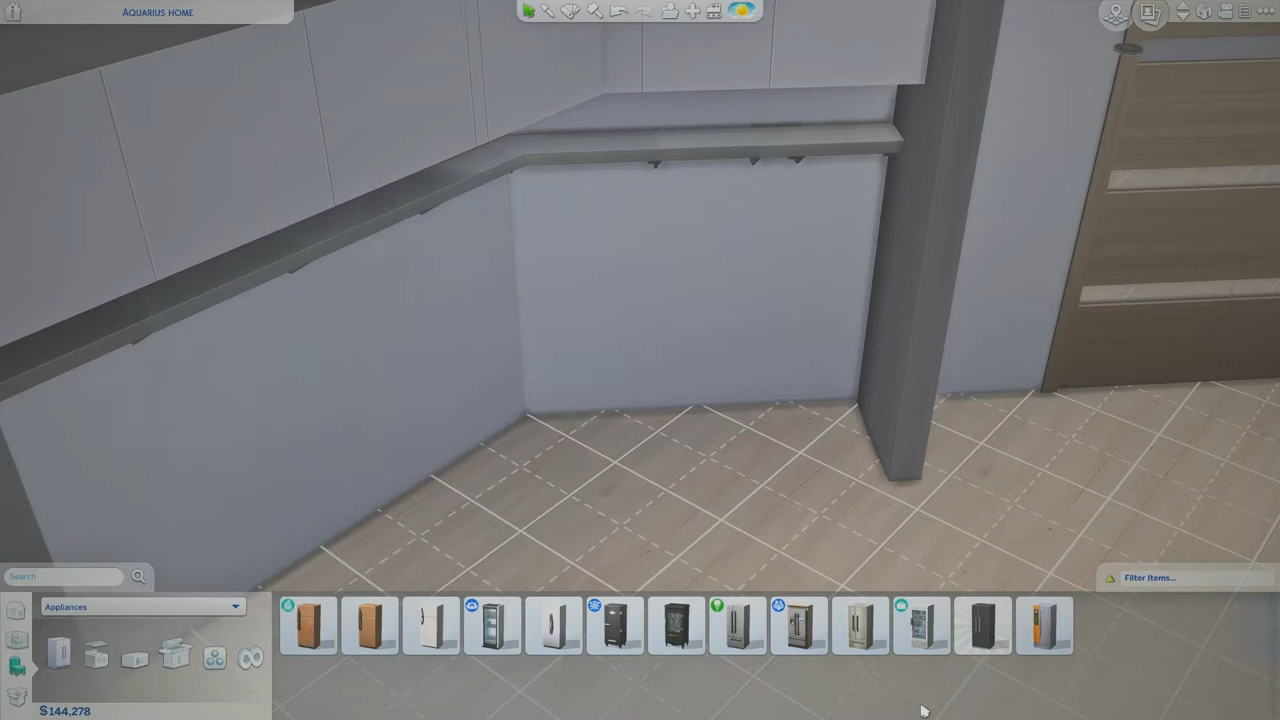 AQUARIUS HOME
Search
Filter Items...
Appliances
§144,278